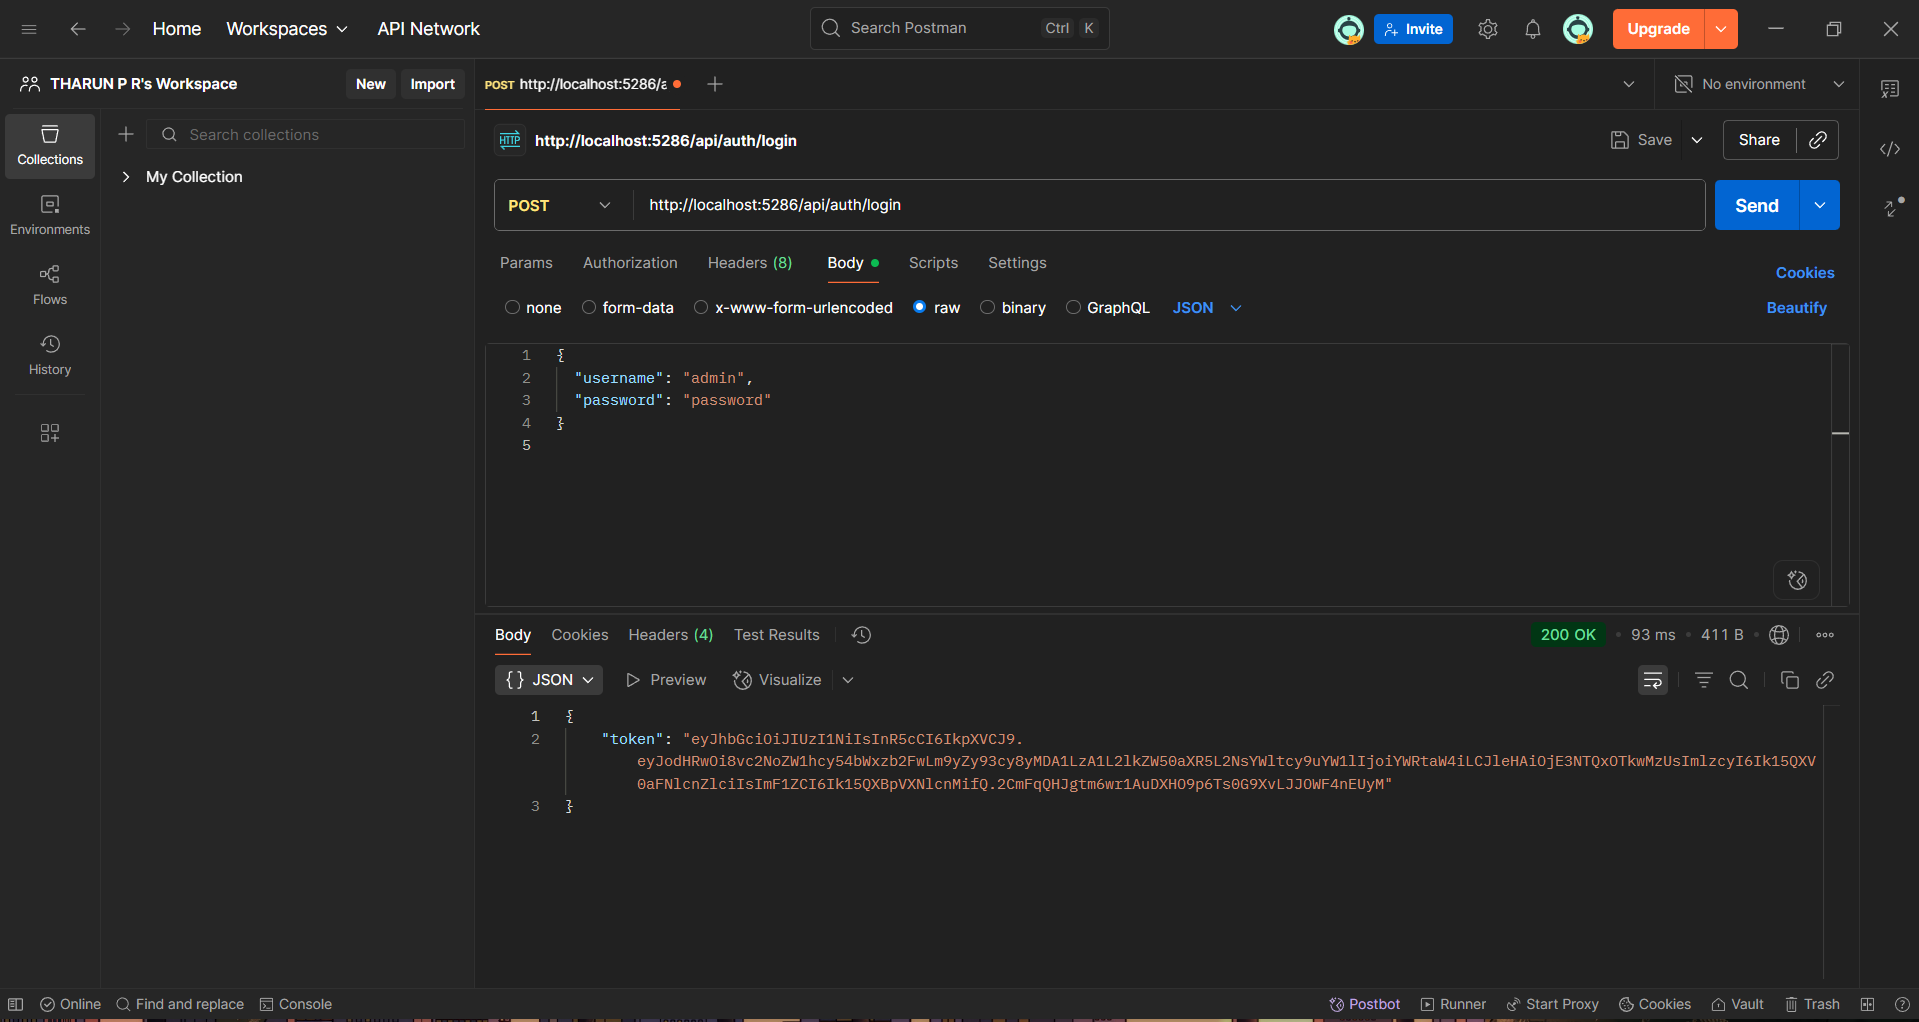 Home Workspaces API Network Search Postman Ctrl K Invite Upgrade
THARUN P R's Workspace New Import
POST http://localhost:5286/a No environment
Collections
Environments
Flows
History
Search collections
My Collection
HTTP http://localhost:5286/api/auth/login Save Share
POST http://localhost:5286/api/auth/login Send
Params Authorization Headers (8) Body Scripts Settings Cookies
none form-data x-www-form-urlencoded raw binary GraphQL JSON Beautify
1 {
2 "username": "admin",
3 "password": "password"
4 }
5
Body Cookies Headers (4) Test Results 200 OK • 93 ms • 411 B
{} JSON Preview Visualize
1 {
2 "token": "eyJhbGciOiJIUzI1NiIsInR5cCI6IkpXVCJ9.
eyJodHRwOi8vc2NoZW1hcy54bWxzb2FwLm9yZy93cy8yMDA1LzA1L2lkZW50aXR5L2NsYWltcy9uYW1lIjoiYWRtaW4iLCJleHAiOjE3NTQxOTkwMzUsImlzcyI6Ik15QXV
0aFNlcnZlciIsImF1ZCI6Ik15QXBpVXNlcnMifQ.2CmFqQHJgtm6wr1AuDXHO9p6Ts0G9XvLJJOWF4nEUyM"
3 }
Online Find and replace Console Postbot Runner Start Proxy Cookies Vault Trash